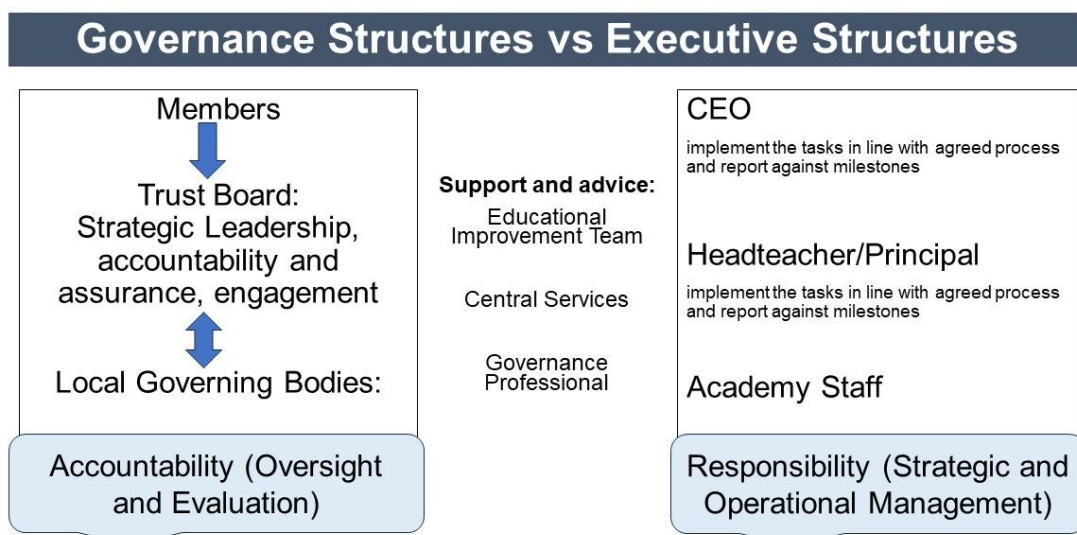 Governance Structures vs Executive Structures
Members
Trust Board:
Strategic Leadership,
accountability and
assurance, engagement
Local Governing Bodies:
Accountability (Oversight
and Evaluation)
Support and advice:
Educational
Improvement Team
Central Services
Governance
Professional
CEO
implement the tasks in line with agreed process
and report against milestones
Headteacher/Principal
implement the tasks in line with agreed process
and report against milestones
Academy Staff
Responsibility (Strategic and
Operational Management)